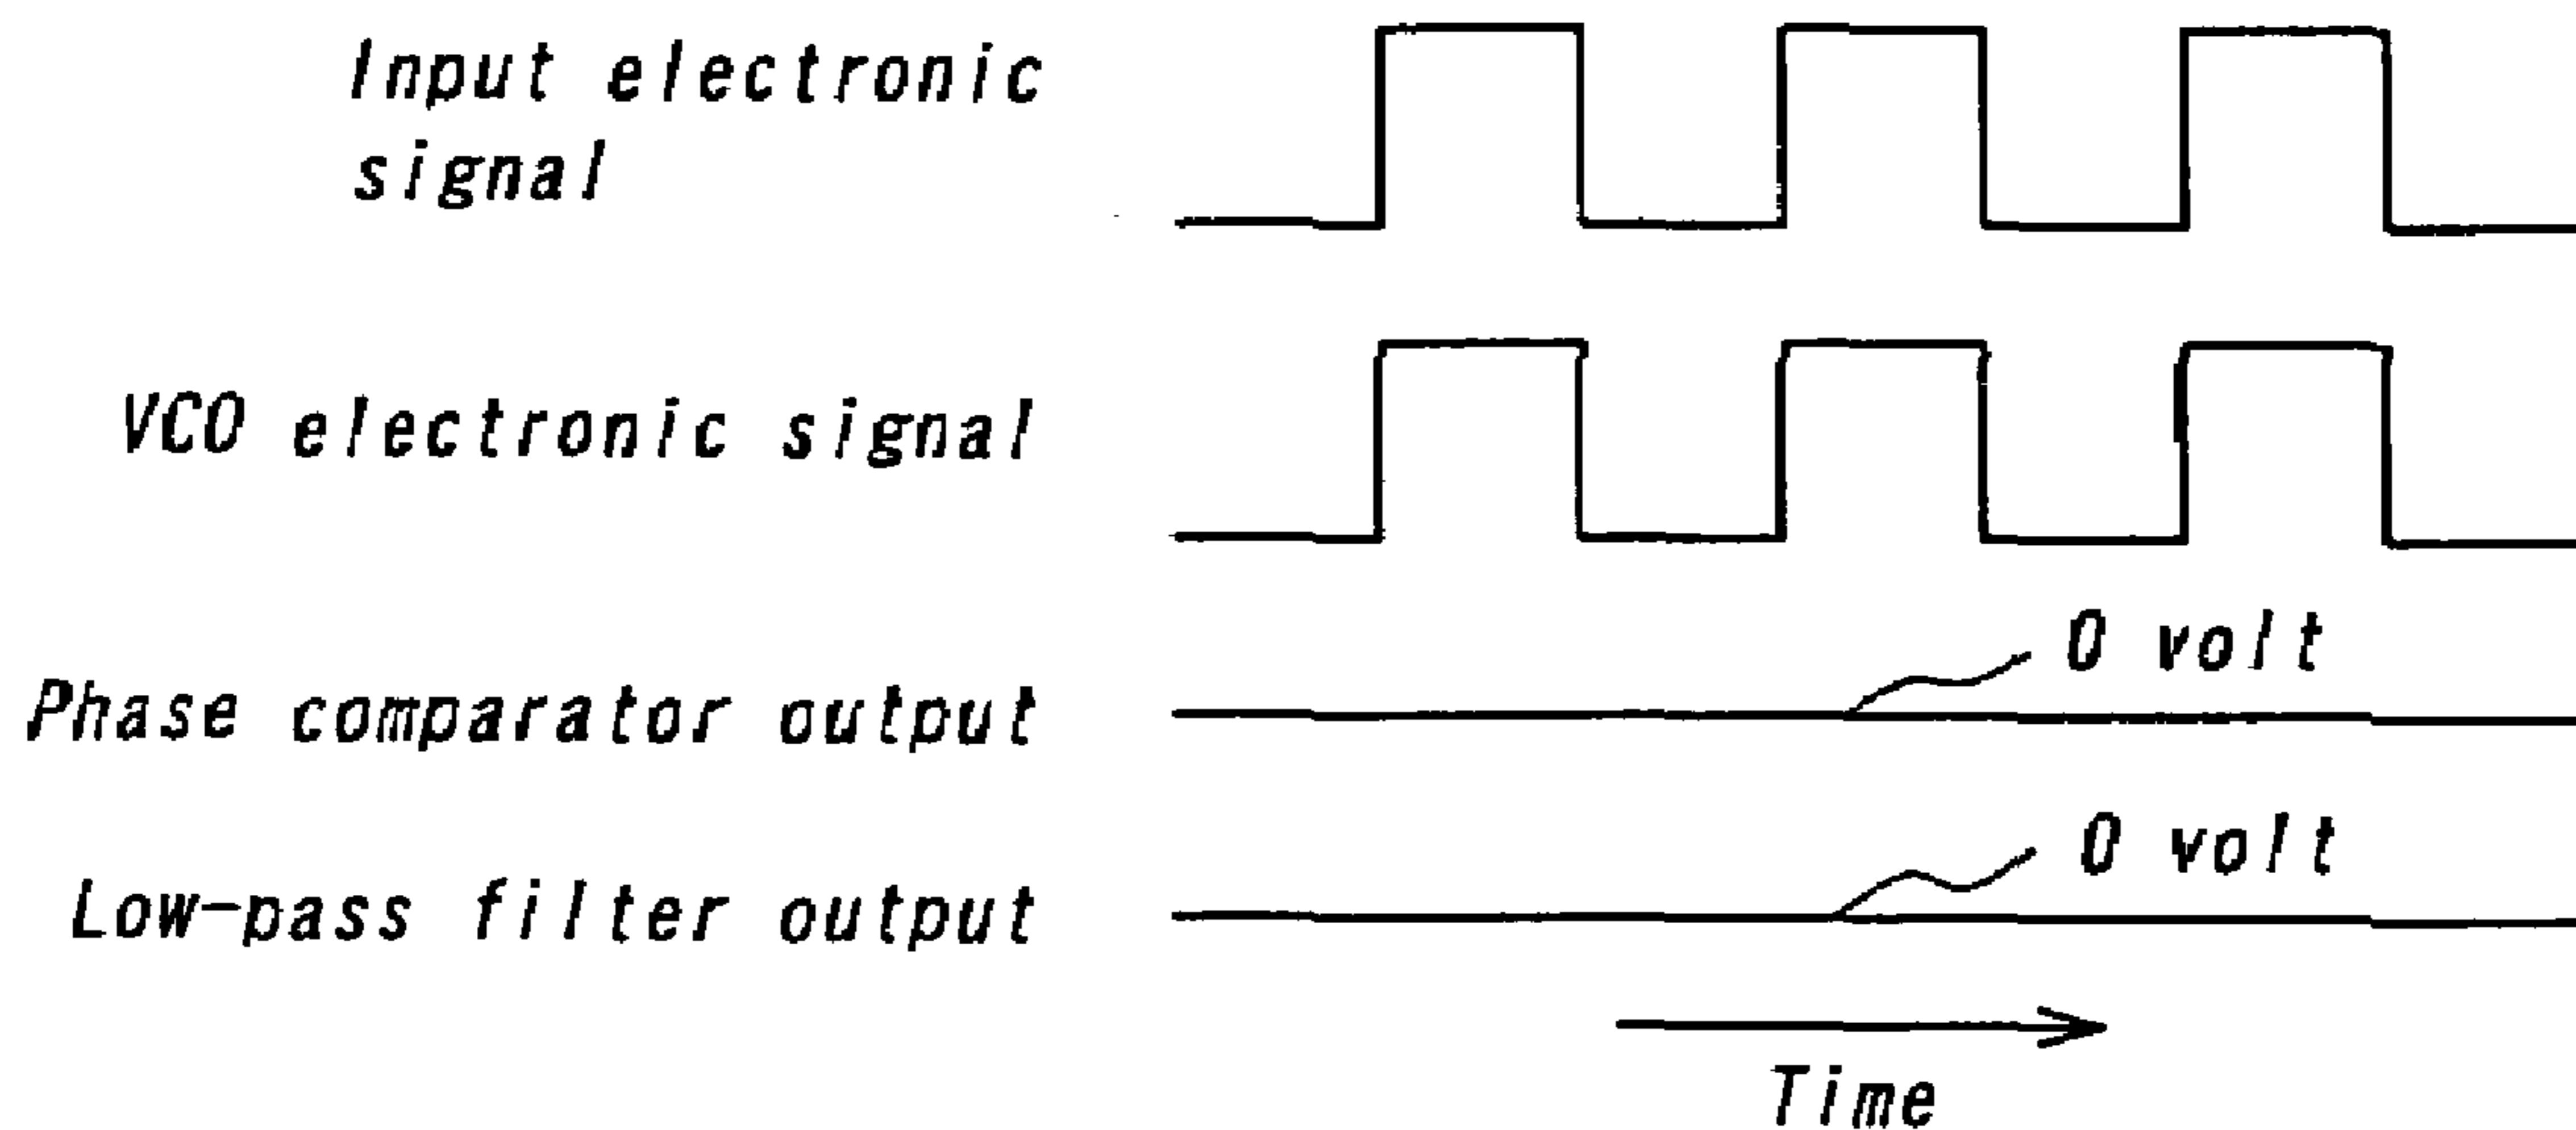 Input electronic
signal
VCO electronic signal
0 volt
Phase comparator output
0 volt
Low-pass filter output
Time